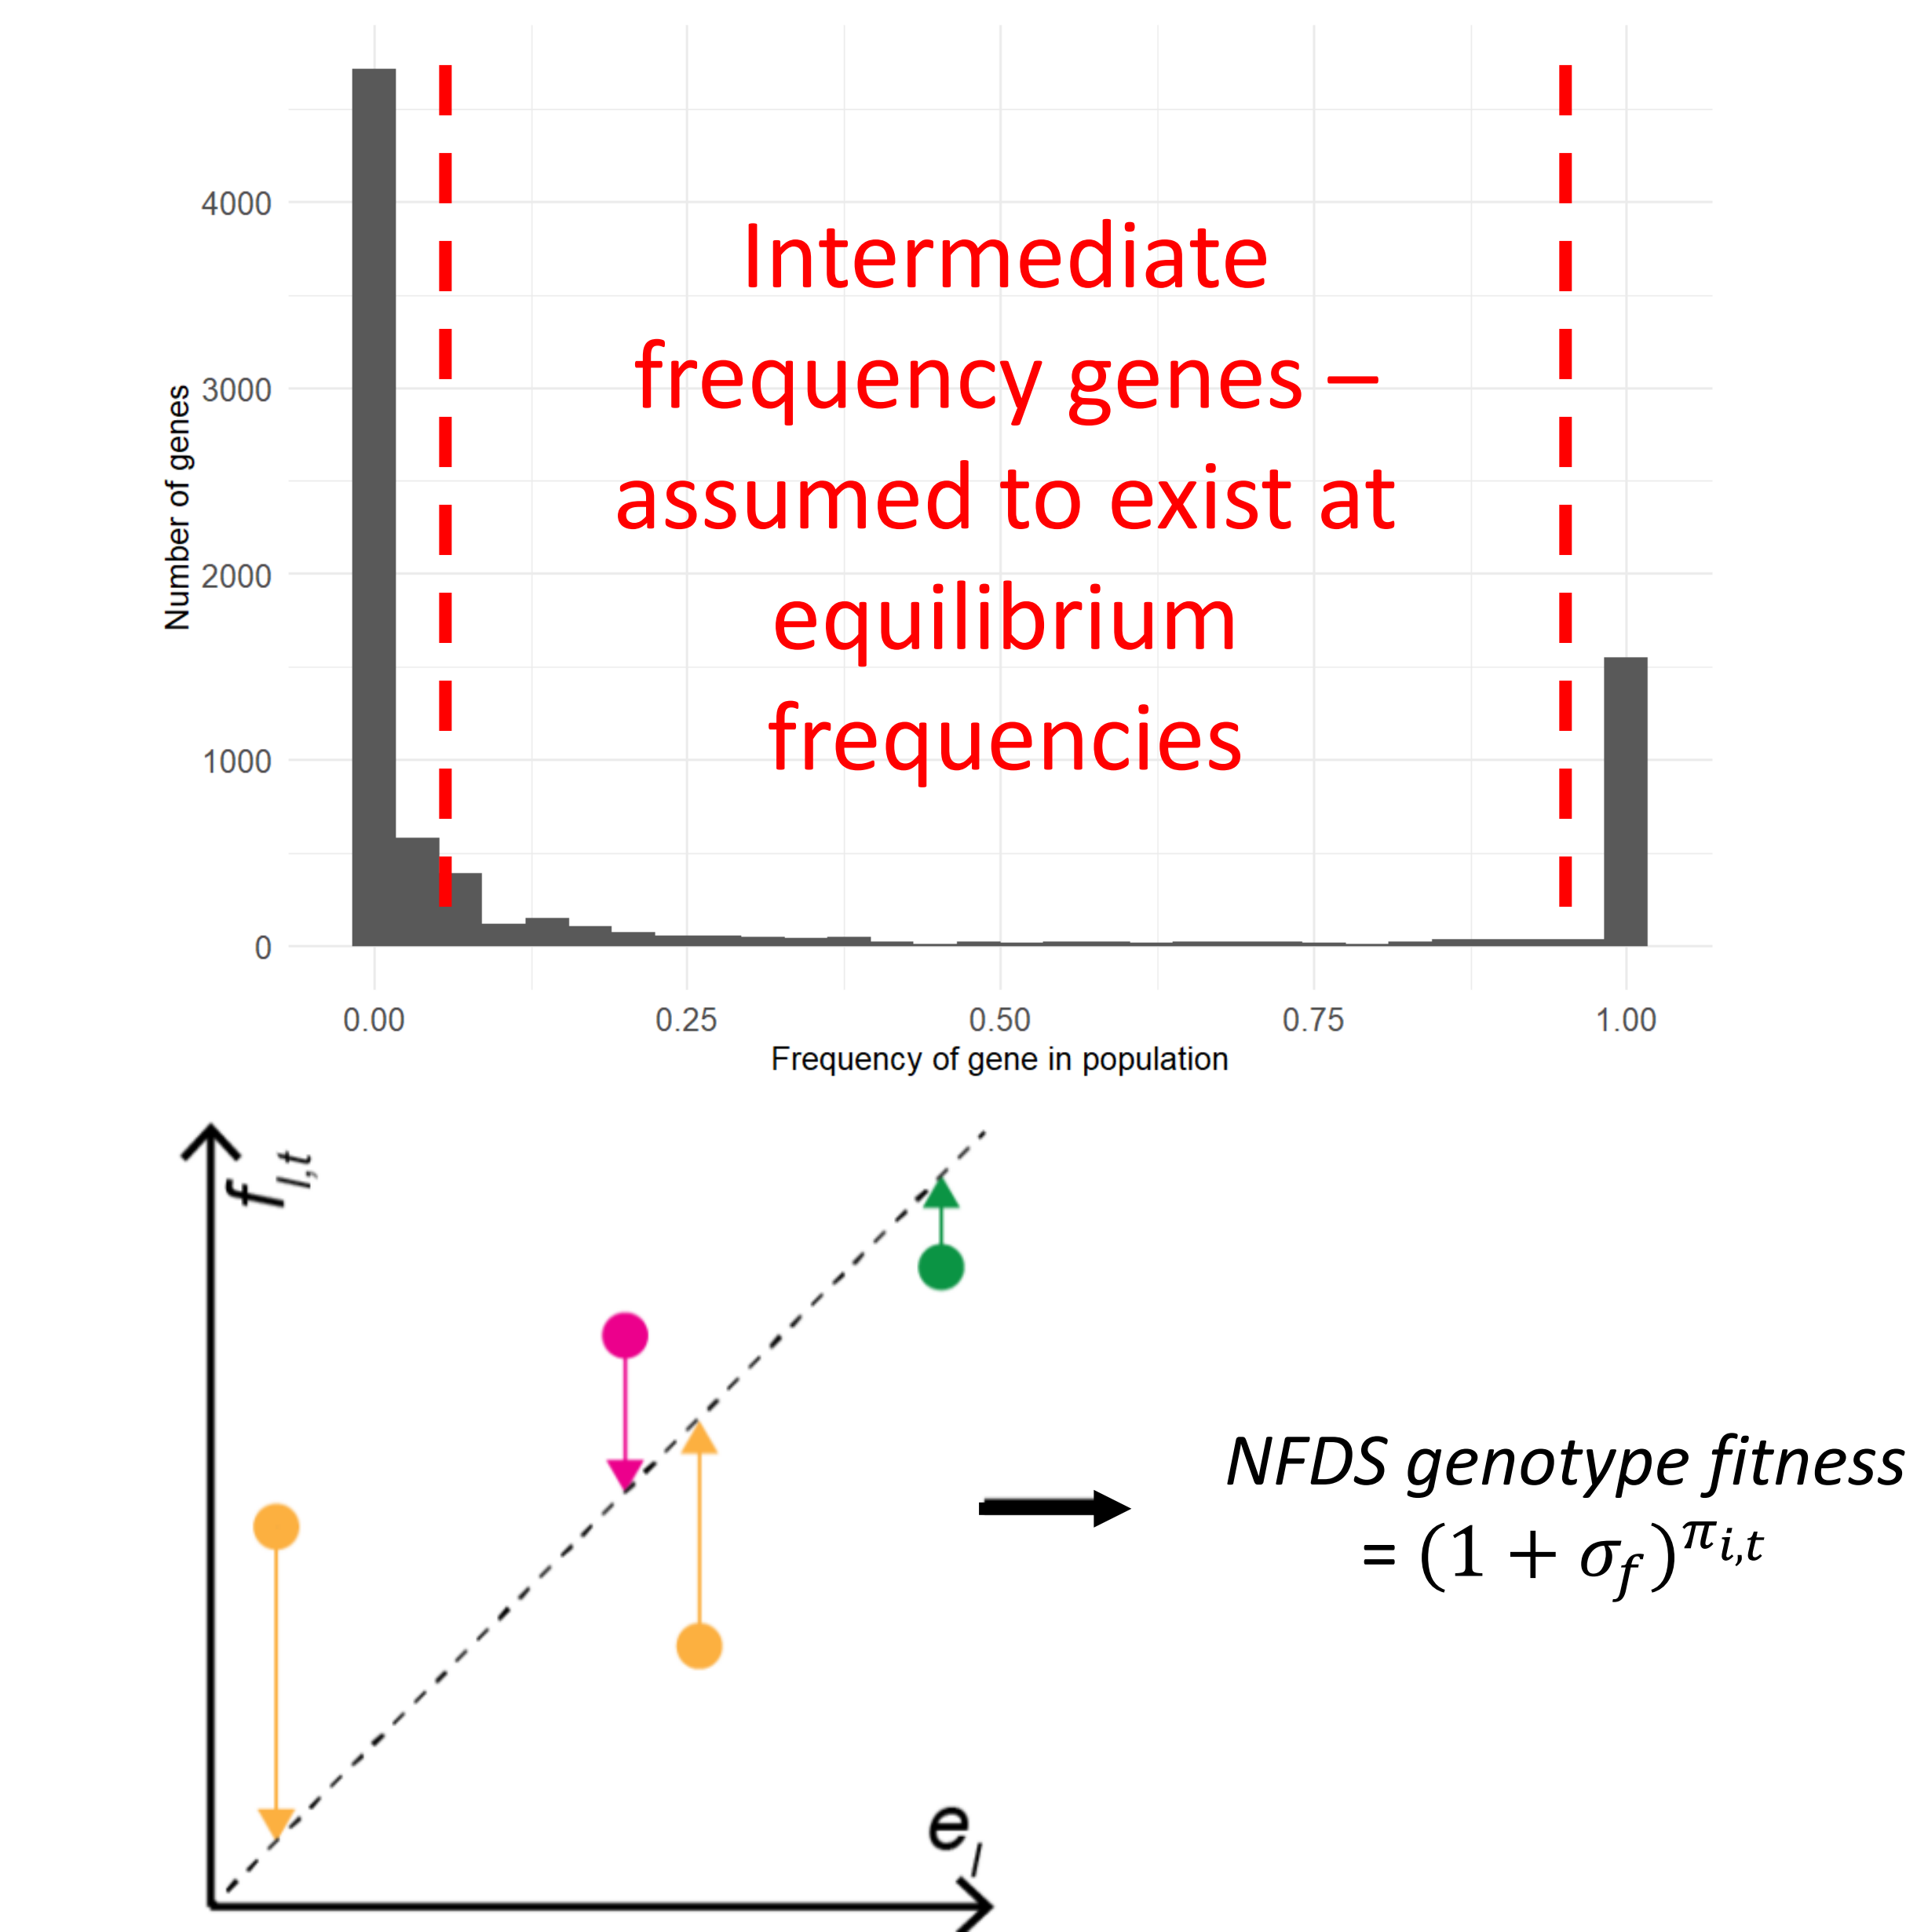 Number of genes
4000
3000
2000
1000
0
Intermediate
frequency genes –
assumed to exist at
equilibrium
frequencies
0.00 0.25 0.50 0.75 1.00
Frequency of gene in population
f l,t
e l
NFDS genotype fitness
= (1 + σ_f)^{π_{i,t}}